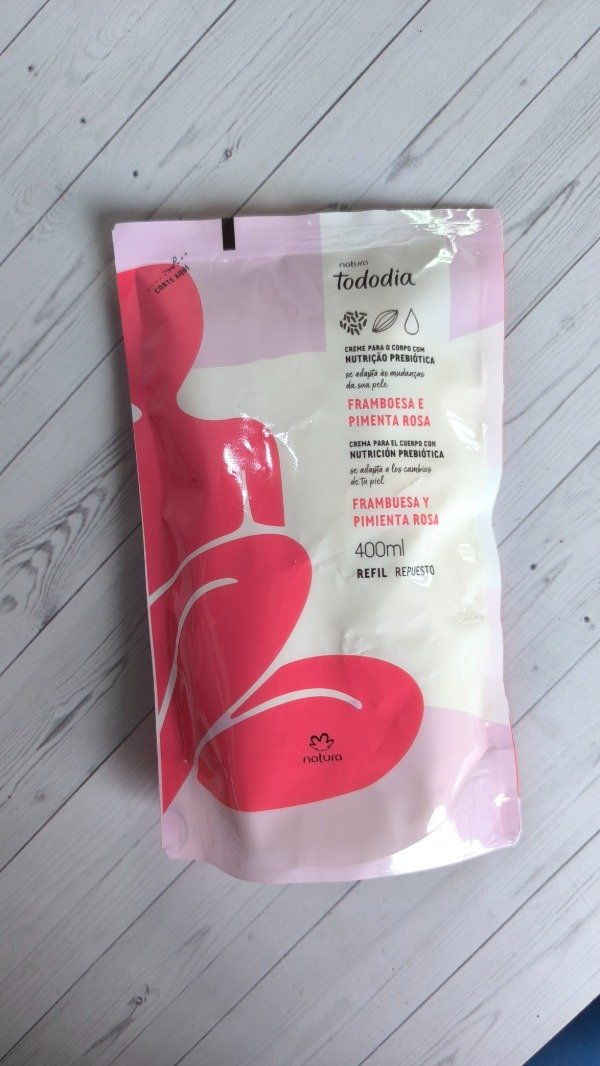 CORTE AQUI
natura
Tododia
CREME PARA O CORPO COM
NUTRIÇÃO PREBIÓTICA
se adapta às mudanças
da sua pele
FRAMBOESA E
PIMENTA ROSA
CREMA PARA EL CUERPO CON
NUTRICIÓN PREBIÓTICA
se adapta a los cambios
de tu piel
FRAMBUESA Y
PIMIENTA ROSA
400ml
REFIL REPUESTO
natura